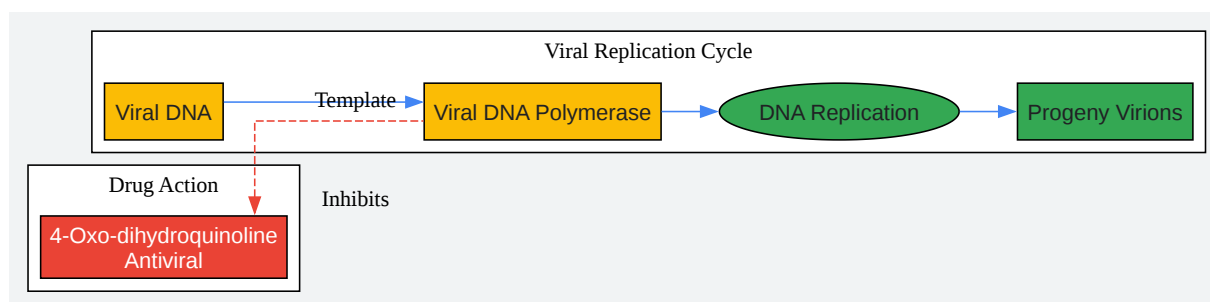 Viral Replication Cycle
Viral DNA
Template
Viral DNA Polymerase
DNA Replication
Progeny Virions
Drug Action
Inhibits
4-Oxo-dihydroquinoline
Antiviral